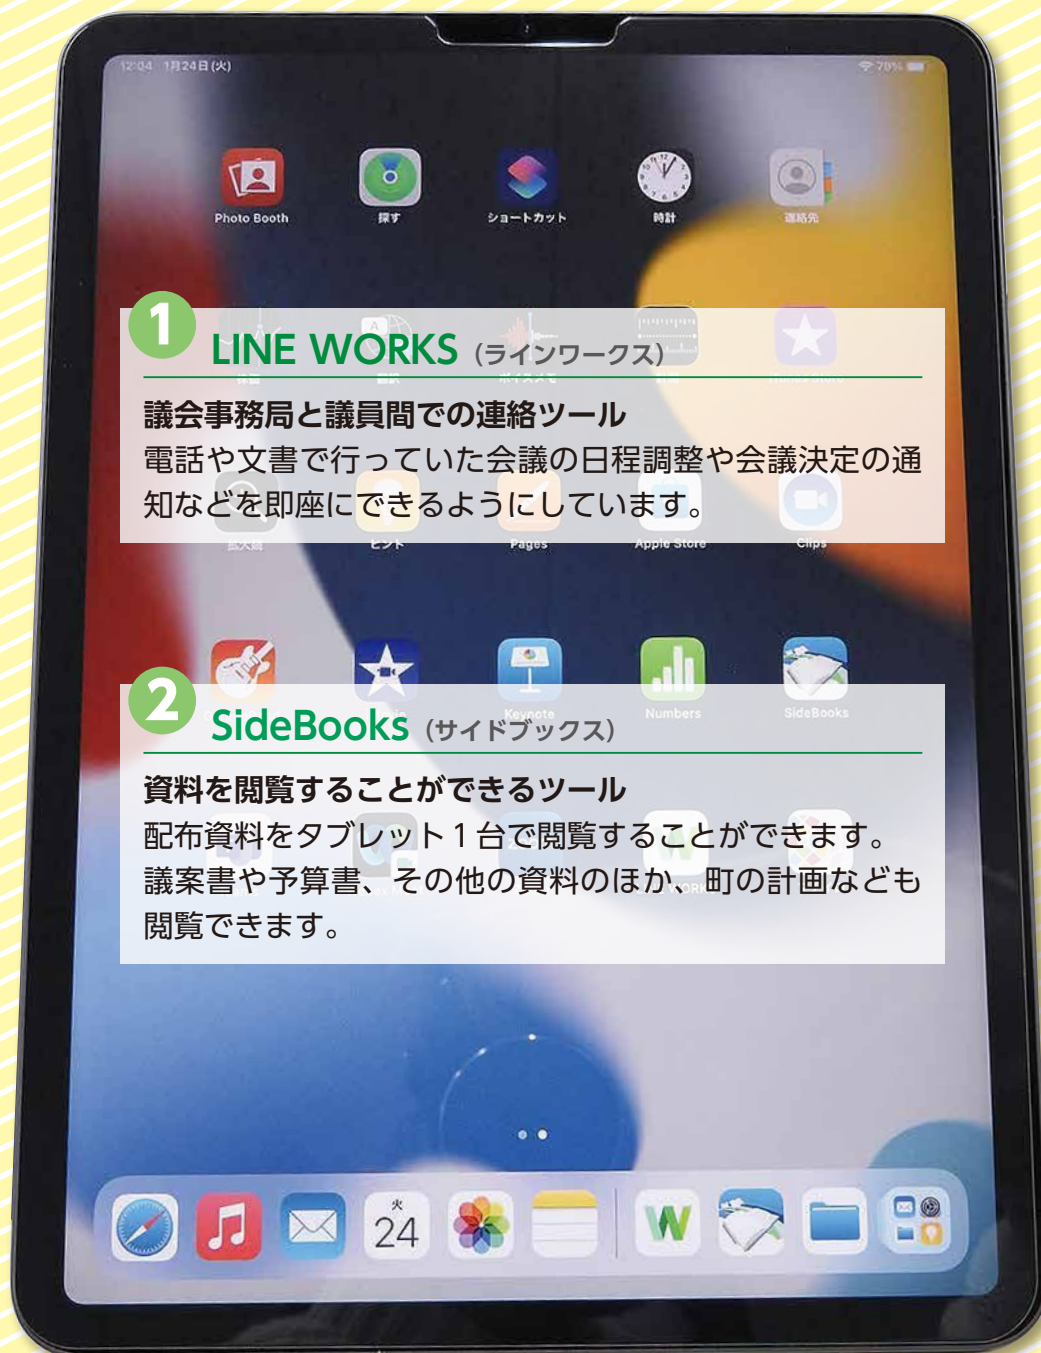 12:04 1月24日(火)
79%
Photo Booth
探す
ショートカット
時計
連絡先
1
LINE WORKS（ラインワークス）
議会事務局と議員間での連絡ツール
電話や文書で行っていた会議の日程調整や会議決定の通
知などを即座にできるようにしています。
拡大鏡
ヒント
Pages
Apple Store
Clips
2
Keynote
Numbers
SideBooks
SideBooks（サイドブックス）
資料を閲覧することができるツール
配布資料をタブレット１台で閲覧することができます。
議案書や予算書、その他の資料のほか、町の計画なども
閲覧できます。
火
24